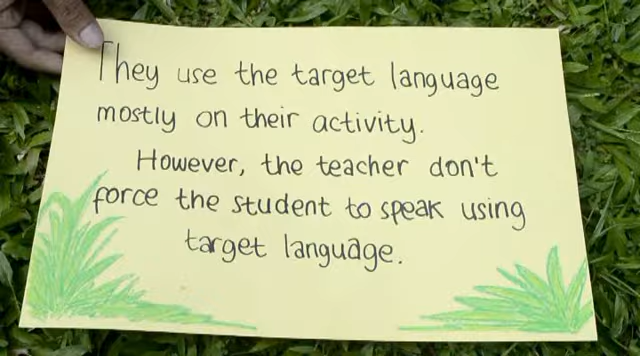 They use the target language
mostly on their activity.
However, the teacher don't
force the student to speak using
target language.